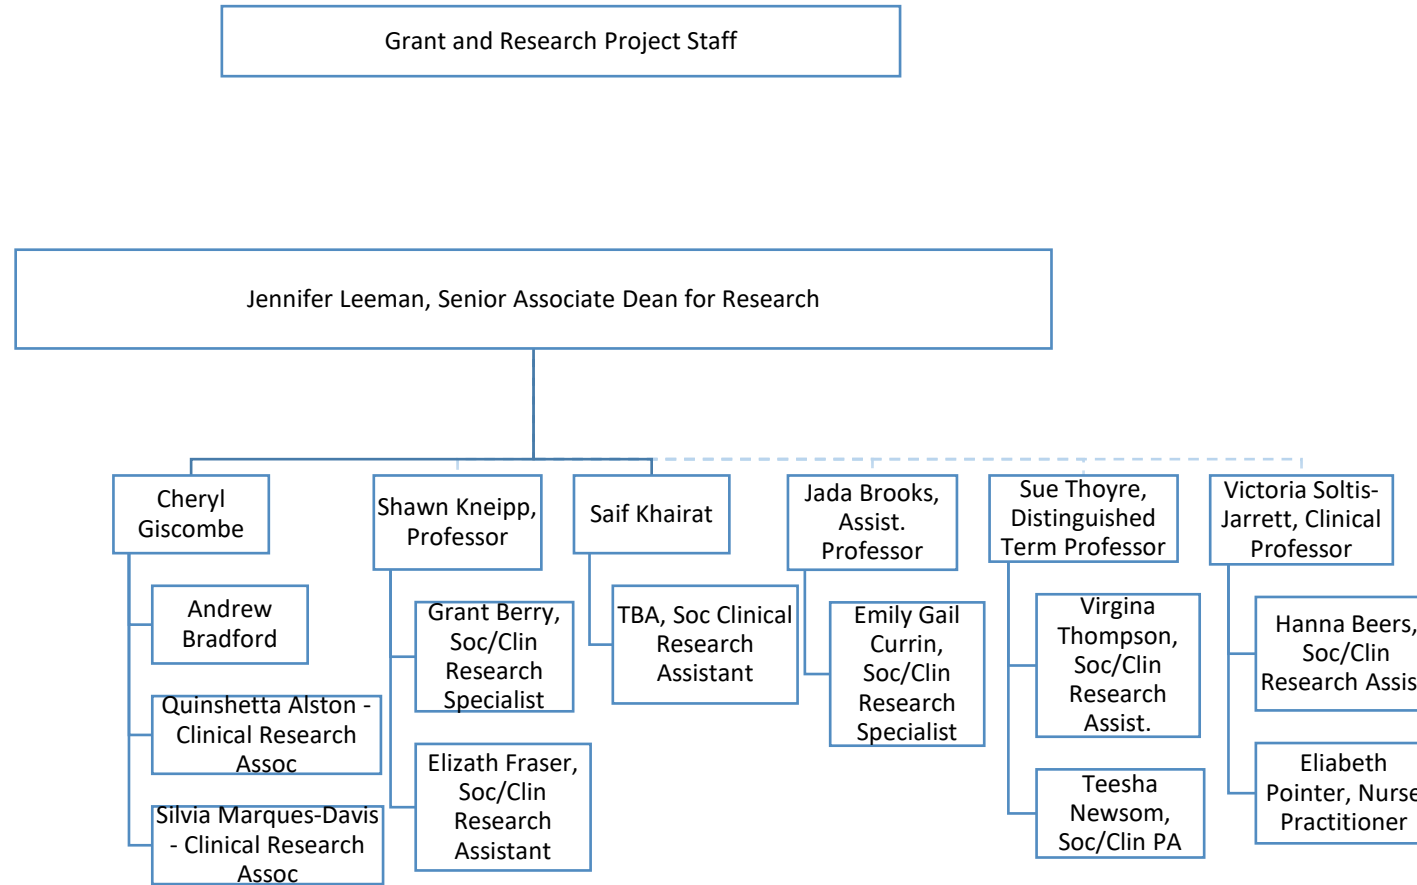 Grant and Research Project Staff
Jennifer Leeman, Senior Associate Dean for Research
Cheryl
Giscombe
Andrew
Bradford
Quinshetta Alston -
Clinical Research
Assoc
Silvia Marques-Davis
- Clinical Research
Assoc
Shawn Kneipp,
Professor
Grant Berry,
Soc/Clin
Research
Specialist
Elizath Fraser,
Soc/Clin
Research
Assistant
Saif Khairat
TBA, Soc Clinical
Research
Assistant
Jada Brooks,
Assist.
Professor
Emily Gail
Currin,
Soc/Clin
Research
Specialist
Sue Thoyre,
Distinguished
Term Professor
Virgina
Thompson,
Soc/Clin
Research
Assist.
Teesha
Newsom,
Soc/Clin PA
Victoria Soltis-
Jarrett, Clinical
Professor
Hanna Beers,
Soc/Clin
Research Assist
Eliabeth
Pointer, Nurse
Practitioner